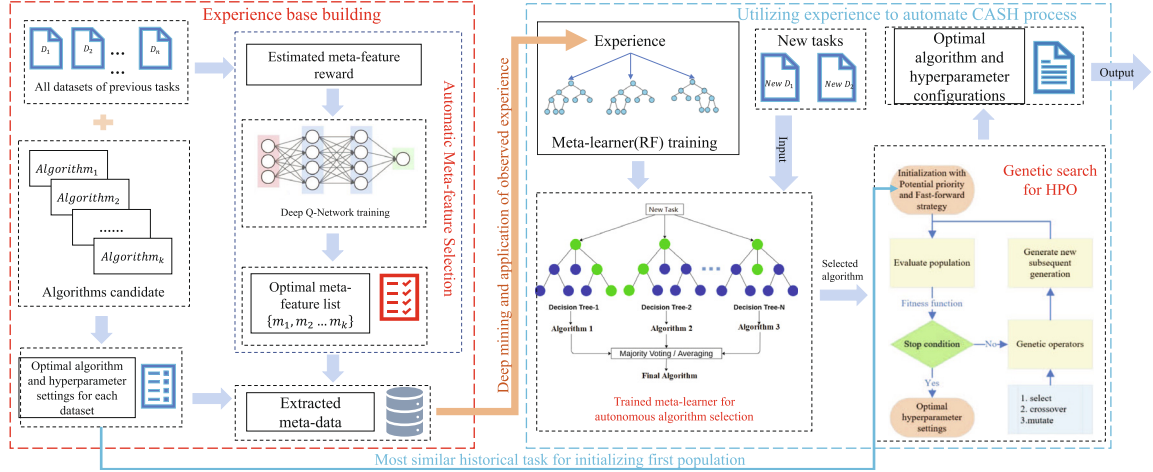 Experience base building
D1
D2
...
Dn
...
All datasets of previous tasks
Algorithm1
Algorithm2
......
Algorithmk
Algorithms candidate
Optimal algorithm
and hyperparameter
settings for each
dataset
Estimated meta-feature
reward
Deep Q-Network training
Optimal meta-
feature list
{m1, m2 ... mk}
Extracted
meta-data
Automatic Meta-feature Selection
Deep mining and application of observed experience
Utilizing experience to automate CASH process
Experience
Meta-learner(RF) training
New tasks
New D1
New D2
Input
Optimal
algorithm and
hyperparameter
configurations
Output
New Task
Decision Tree-1
Decision Tree-2
Decision Tree-N
Algorithm 1
Algorithm 2
Algorithm 3
Majority Voting / Averaging
Final Algorithm
Trained meta-learner for
autonomous algorithm selection
Selected
algorithm
Genetic search
for HPO
Initialization with
Potential priority
and Fast-forward
strategy
Evaluate population
Generate new
subsequent
generation
Fitness function
Stop condition
No
Genetic operators
Yes
Optimal
hyperparameter
settings
1. select
2. crossover
3.mutate
Most similar historical task for initializing first population